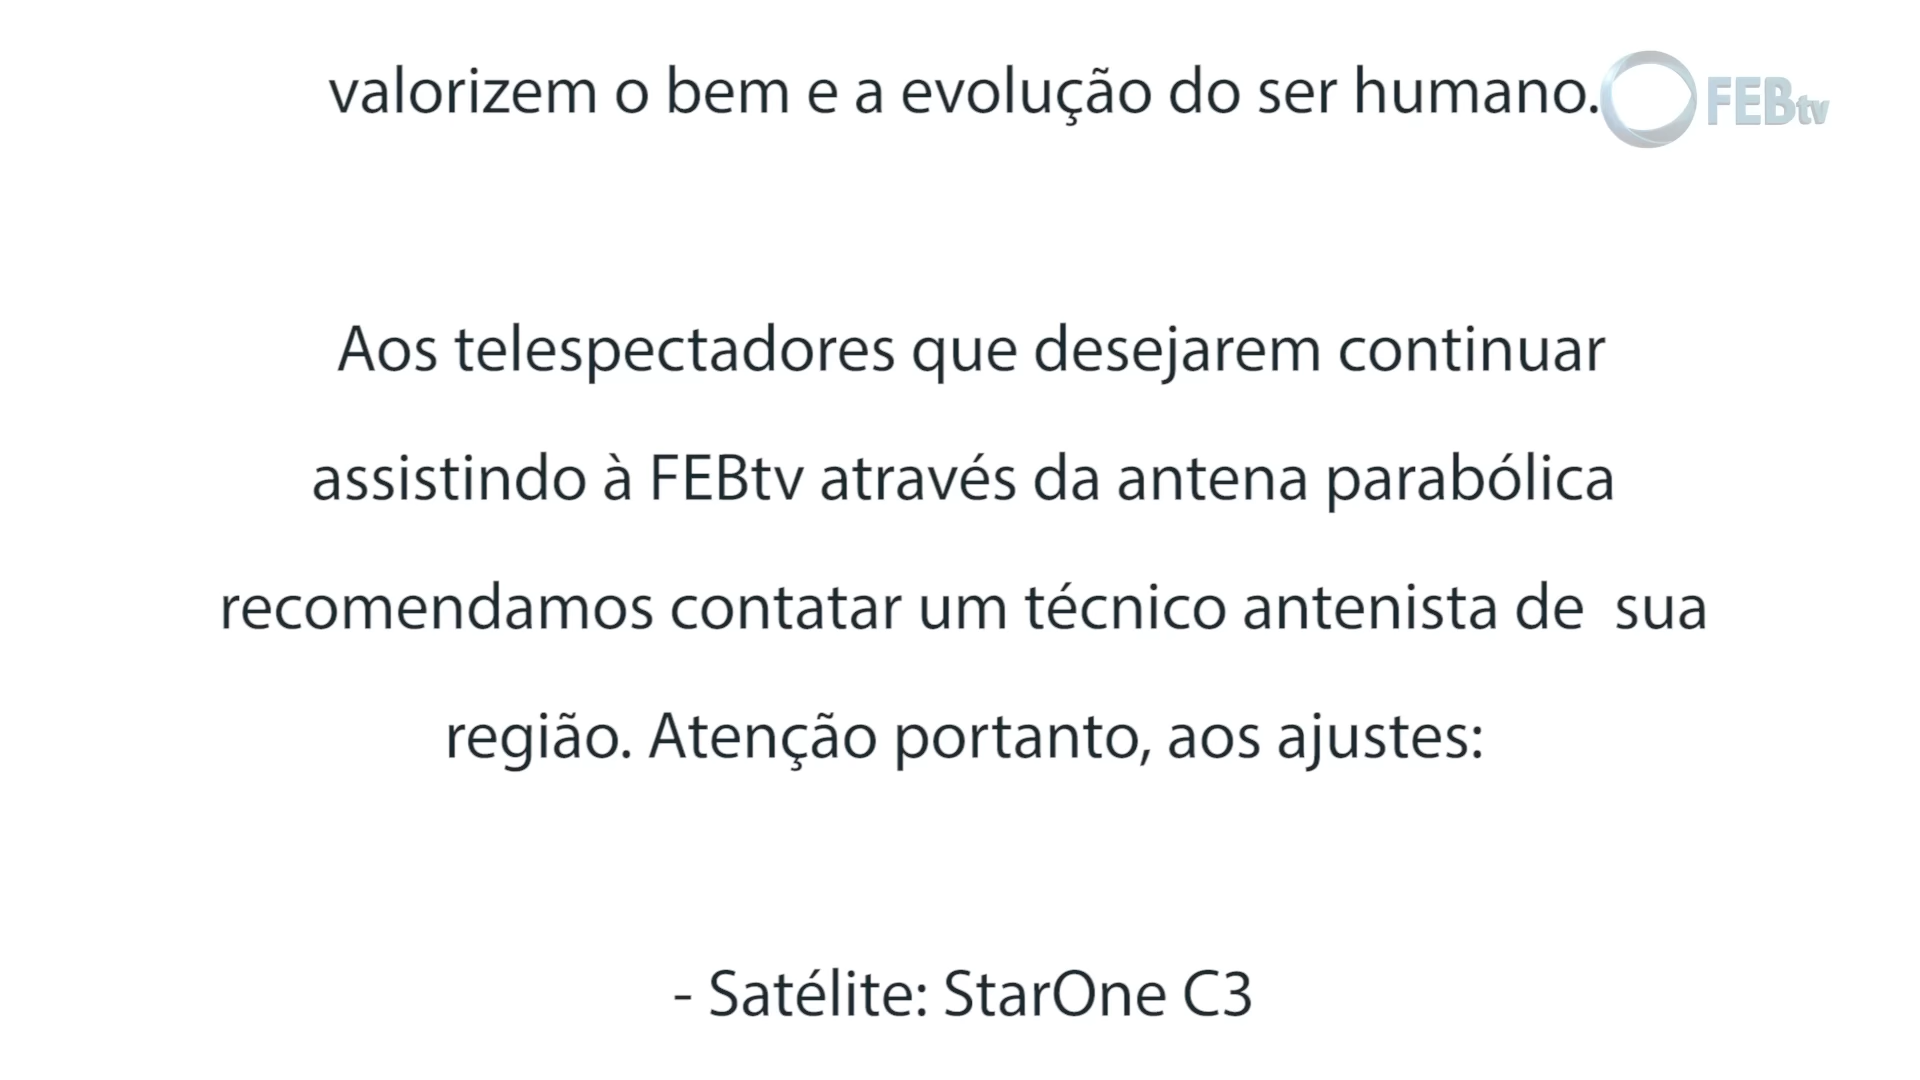 valorizem o bem e a evolução do ser humano.
FEBtv
Aos telespectadores que desejarem continuar
assistindo à FEBtv através da antena parabólica
recomendamos contatar um técnico antenista de  sua
região. Atenção portanto, aos ajustes:
- Satélite: StarOne C3